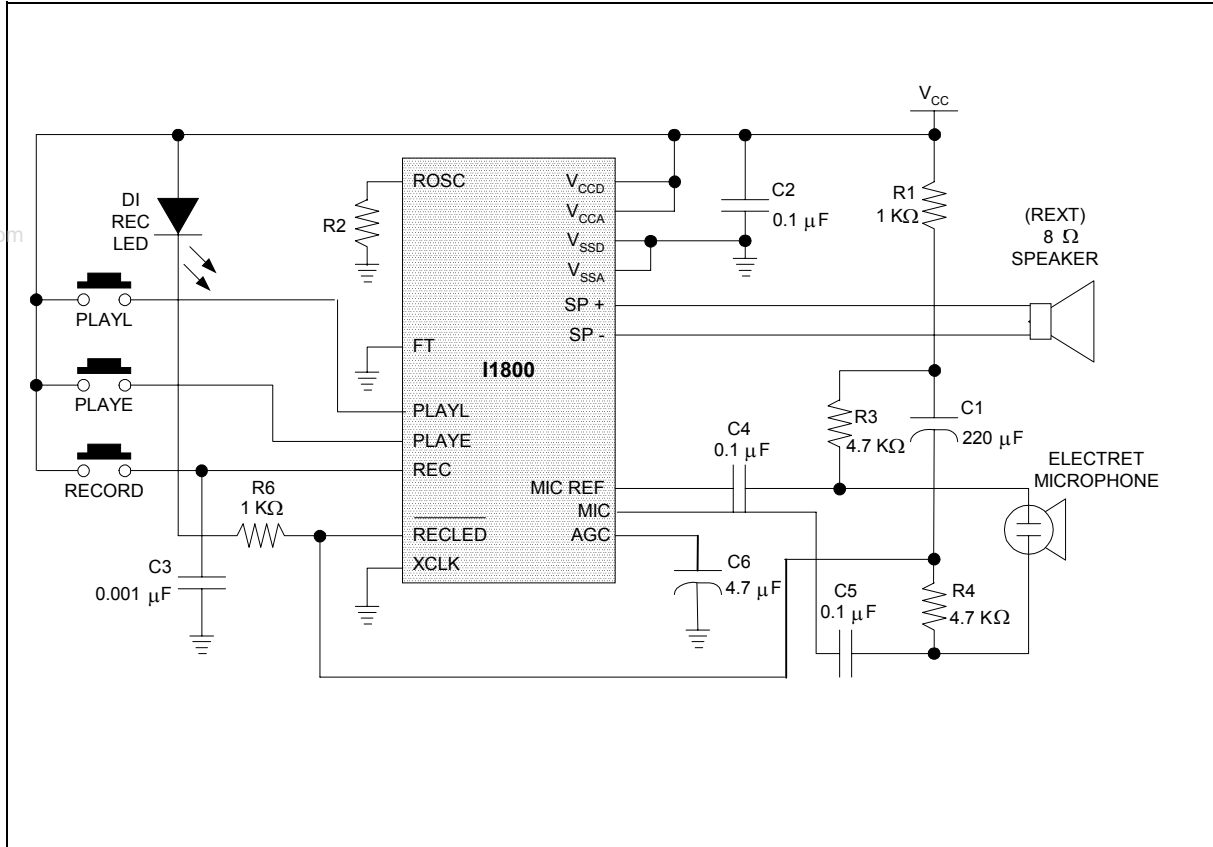 V_CC
DI
REC
LED
om
PLAYL
PLAYE
RECORD
C3
0.001 µF
R6
1 KΩ
R2
ROSC
FT
PLAYL
PLAYE
REC
RECLED
XCLK
I1800
V_CCD
V_CCA
V_SSD
V_SSA
SP +
SP -
MIC REF
MIC
AGC
C2
0.1 µF
R1
1 KΩ
(REXT)
8 Ω
SPEAKER
R3
4.7 KΩ
C1
220 µF
C4
0.1 µF
ELECTRET
MICROPHONE
C6
4.7 µF
C5
0.1 µF
R4
4.7 KΩ